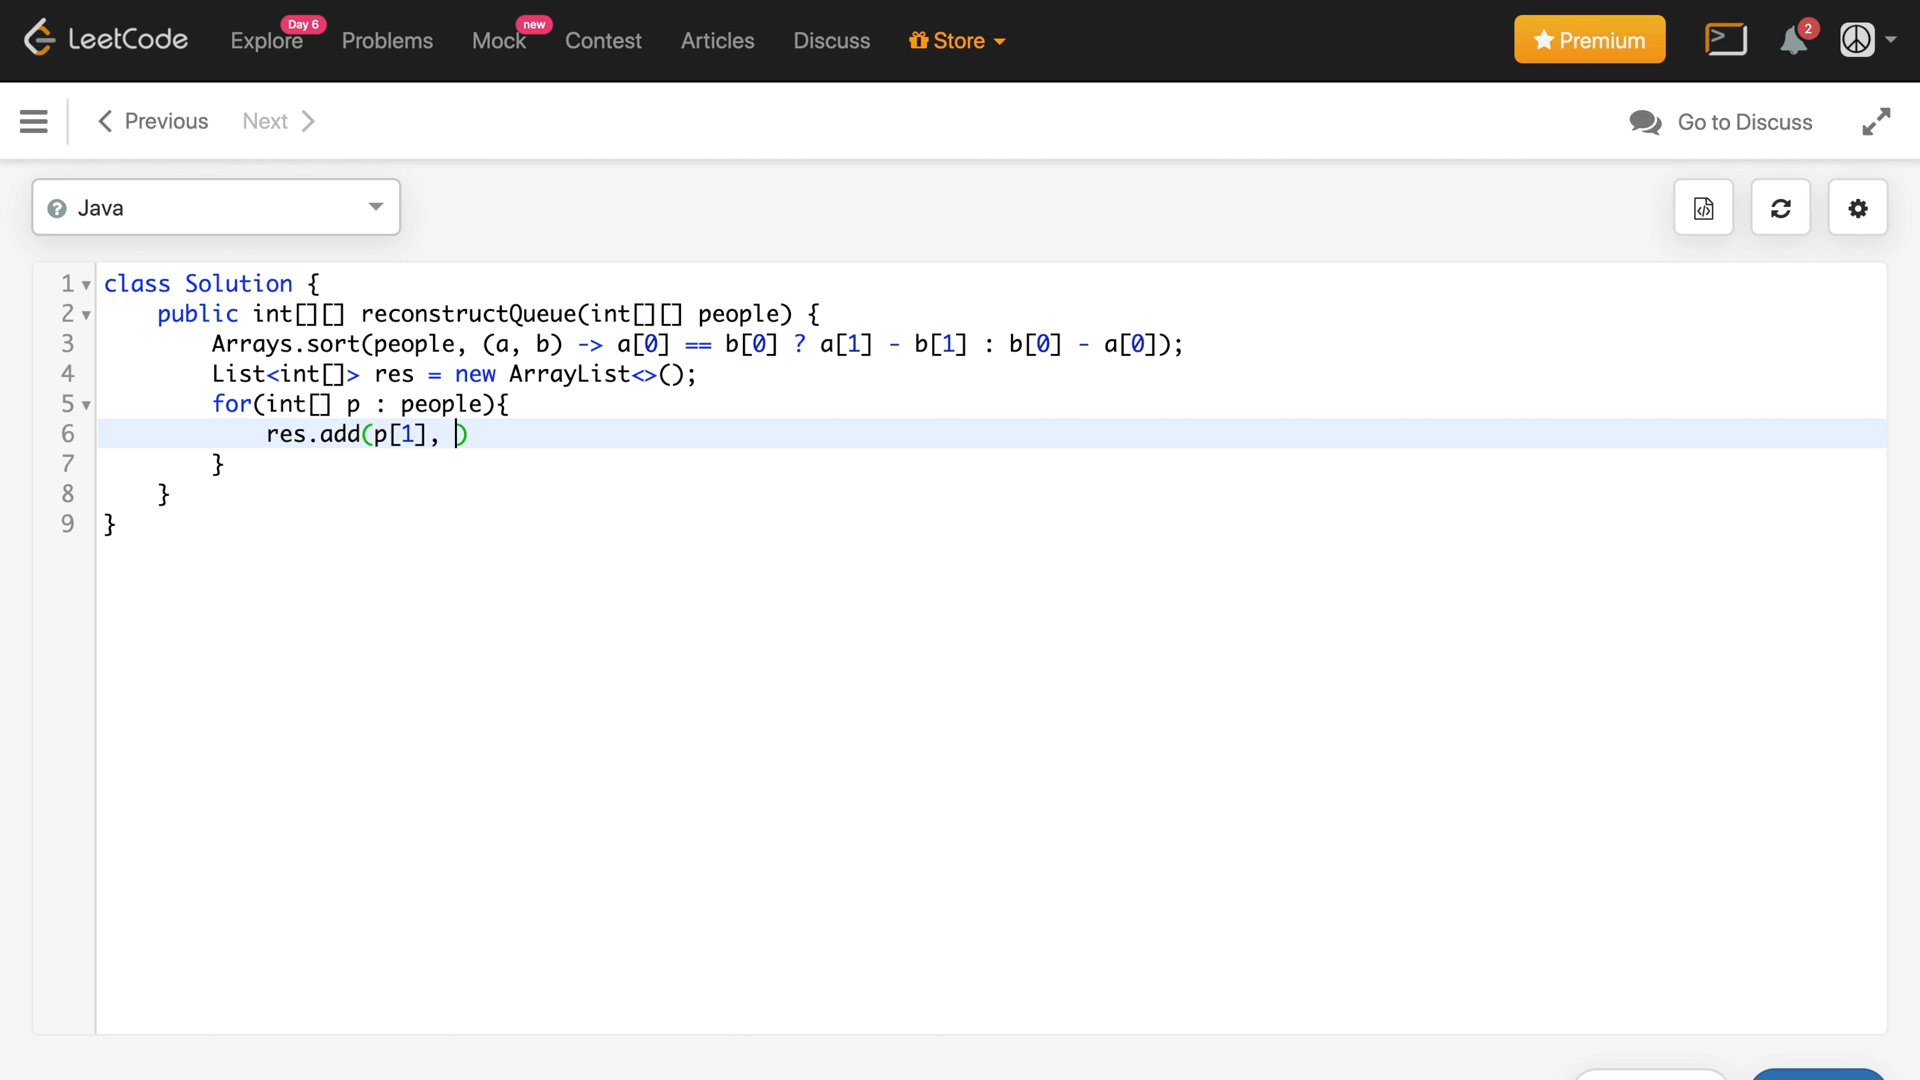 LeetCode Explore Day 6 Problems Mock new Contest Articles Discuss Store Premium 2
Previous Next Go to Discuss
Java
1 class Solution {
2     public int[][] reconstructQueue(int[][] people) {
3         Arrays.sort(people, (a, b) -> a[0] == b[0] ? a[1] - b[1] : b[0] - a[0]);
4         List<int[]> res = new ArrayList<>();
5         for(int[] p : people){
6             res.add(p[1], )
7         }
8     }
9 }